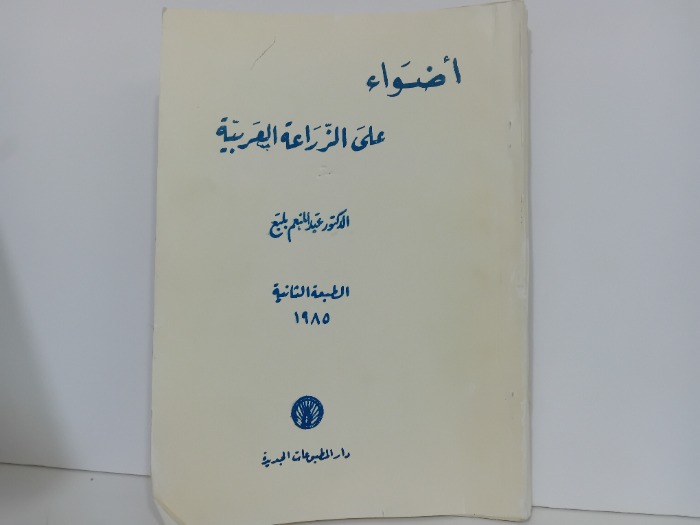 أضواء
على الزراعة العربية
الدكتور عبد المنعم بلبع
الطبعة الثانية
١٩٨٥
دار المطبوعات الجديدة